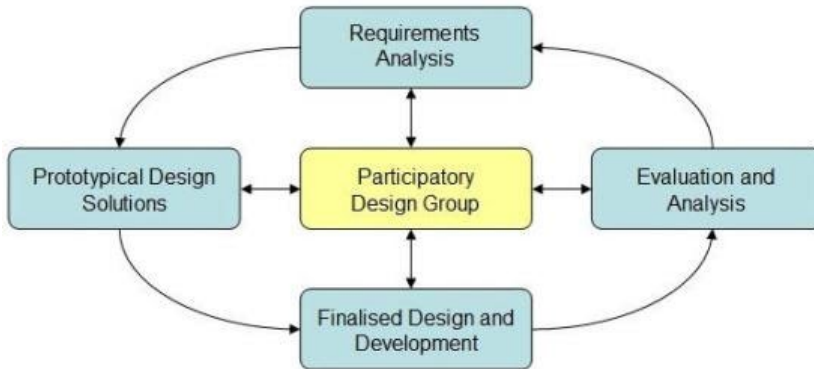 Requirements
Analysis
Prototypical Design
Solutions
Participatory
Design Group
Evaluation and
Analysis
Finalised Design and
Development